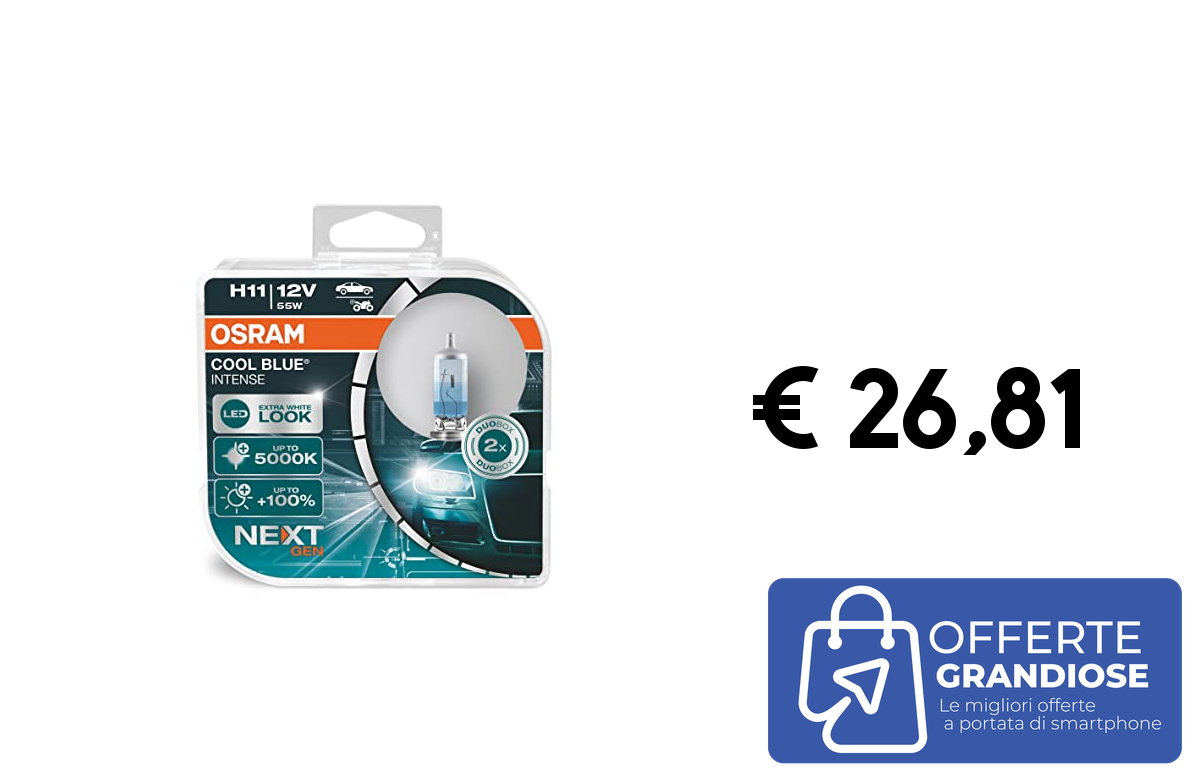 H11 12V
55W
OSRAM
COOL BLUE®
INTENSE
LED EXTRA WHITE
LOOK
UP TO
5000K
UP TO
+100%
NEXT
GEN
DUOBOX
2x
DUOBOX
€ 26,81
OFFERTE
GRANDIOSE
Le migliori offerte
a portata di smartphone